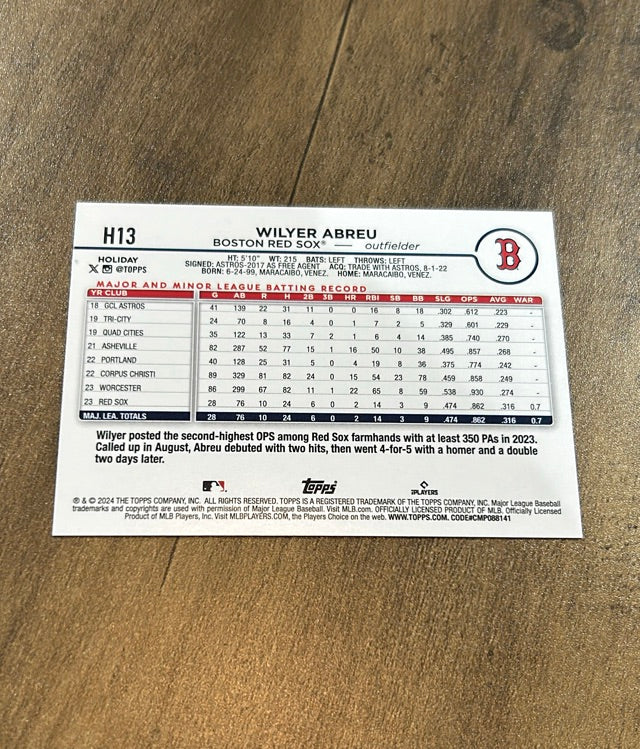 H13
WILYER ABREU
BOSTON RED SOX® — outfielder
B
HOLIDAY
X @TOPPS
HT: 5'10" WT: 215 BATS: LEFT THROWS: LEFT
SIGNED: ASTROS-2017 AS FREE AGENT ACQ: TRADE WITH ASTROS, 8-1-22
BORN: 6-24-99, MARACAIBO, VENEZ. HOME: MARACAIBO, VENEZ.
MAJOR AND MINOR LEAGUE BATTING RECORD
YR CLUB G AB R H 2B 3B HR RBI SB BB SLG OPS AVG WAR
18 GCL ASTROS 41 139 22 31 11 0 0 16 8 18 .302 .612 .223 -
19 TRI-CITY 24 70 8 16 4 0 1 7 2 5 .329 .601 .229 -
19 QUAD CITIES 35 122 13 33 7 2 1 6 4 14 .385 .740 .270 -
21 ASHEVILLE 82 287 52 77 15 1 16 50 10 38 .495 .857 .268 -
22 PORTLAND 40 128 25 31 5 0 4 19 8 36 .375 .774 .242 -
22 CORPUS CHRISTI 89 329 81 82 24 0 15 54 23 78 .459 .858 .249 -
23 WORCESTER 86 299 67 82 11 1 22 65 8 59 .538 .930 .274 -
23 RED SOX 28 76 10 24 6 0 2 14 3 9 .474 .862 .316 0.7
MAJ. LEA. TOTALS 28 76 10 24 6 0 2 14 3 9 .474 .862 .316 0.7
Wilyer posted the second-highest OPS among Red Sox farmhands with at least 350 PAs in 2023.
Called up in August, Abreu debuted with two hits, then went 4-for-5 with a homer and a double
two days later.
topps
PLAYERS
® & © 2024 THE TOPPS COMPANY, INC. ALL RIGHTS RESERVED. TOPPS IS A REGISTERED TRADEMARK OF THE TOPPS COMPANY, INC. Major League Baseball
trademarks and copyrights are used with permission of Major League Baseball. Visit MLB.com. OFFICIALLY LICENSED PRODUCT OF MLB. Officially Licensed
Product of MLB Players, Inc. Visit MLBPLAYERS.COM, the Players Choice on the web. WWW.TOPPS.COM. CODE#CMP088141